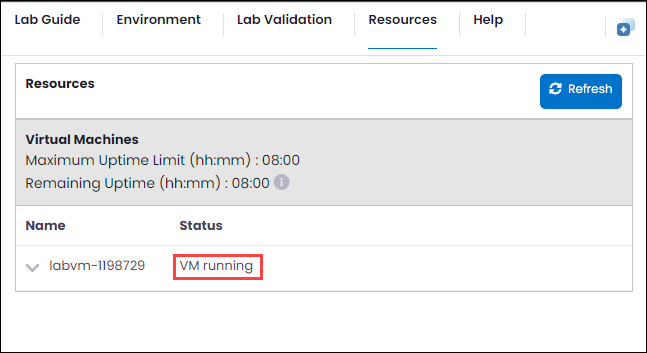 Lab Guide Environment Lab Validation Resources Help
Resources
Refresh
Virtual Machines
Maximum Uptime Limit (hh:mm) : 08:00
Remaining Uptime (hh:mm) : 08:00
Name Status
labvm-1198729 VM running